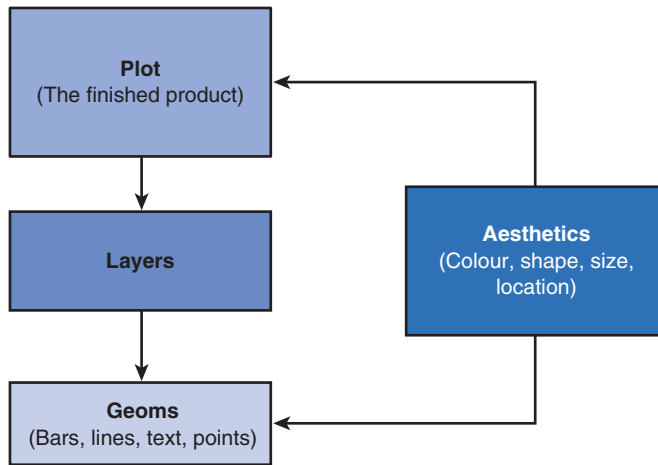 Plot
(The finished product)
Layers
Geoms
(Bars, lines, text, points)
Aesthetics
(Colour, shape, size,
location)